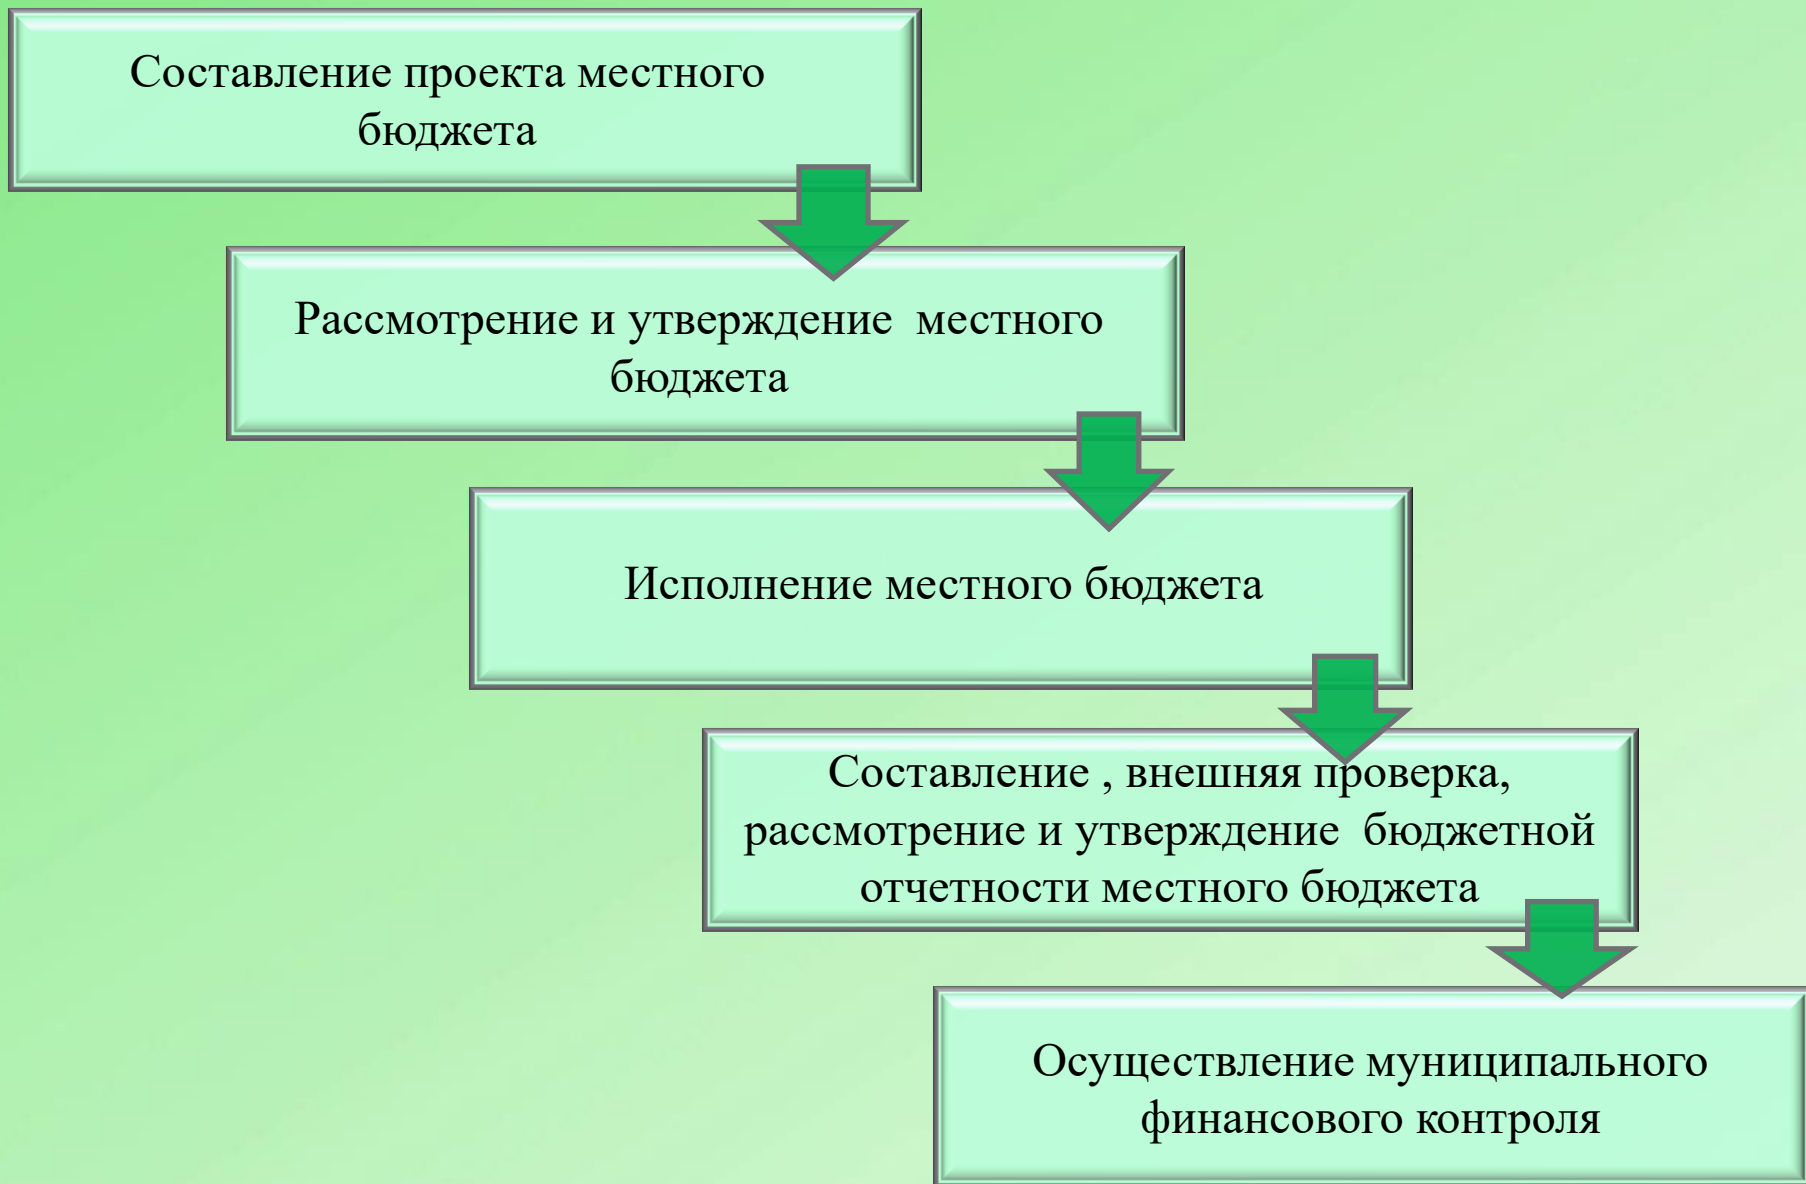 Составление проекта местного
бюджета
Рассмотрение и утверждение  местного
бюджета
Исполнение местного бюджета
Составление , внешняя проверка,
рассмотрение и утверждение  бюджетной
отчетности местного бюджета
Осуществление муниципального
финансового контроля